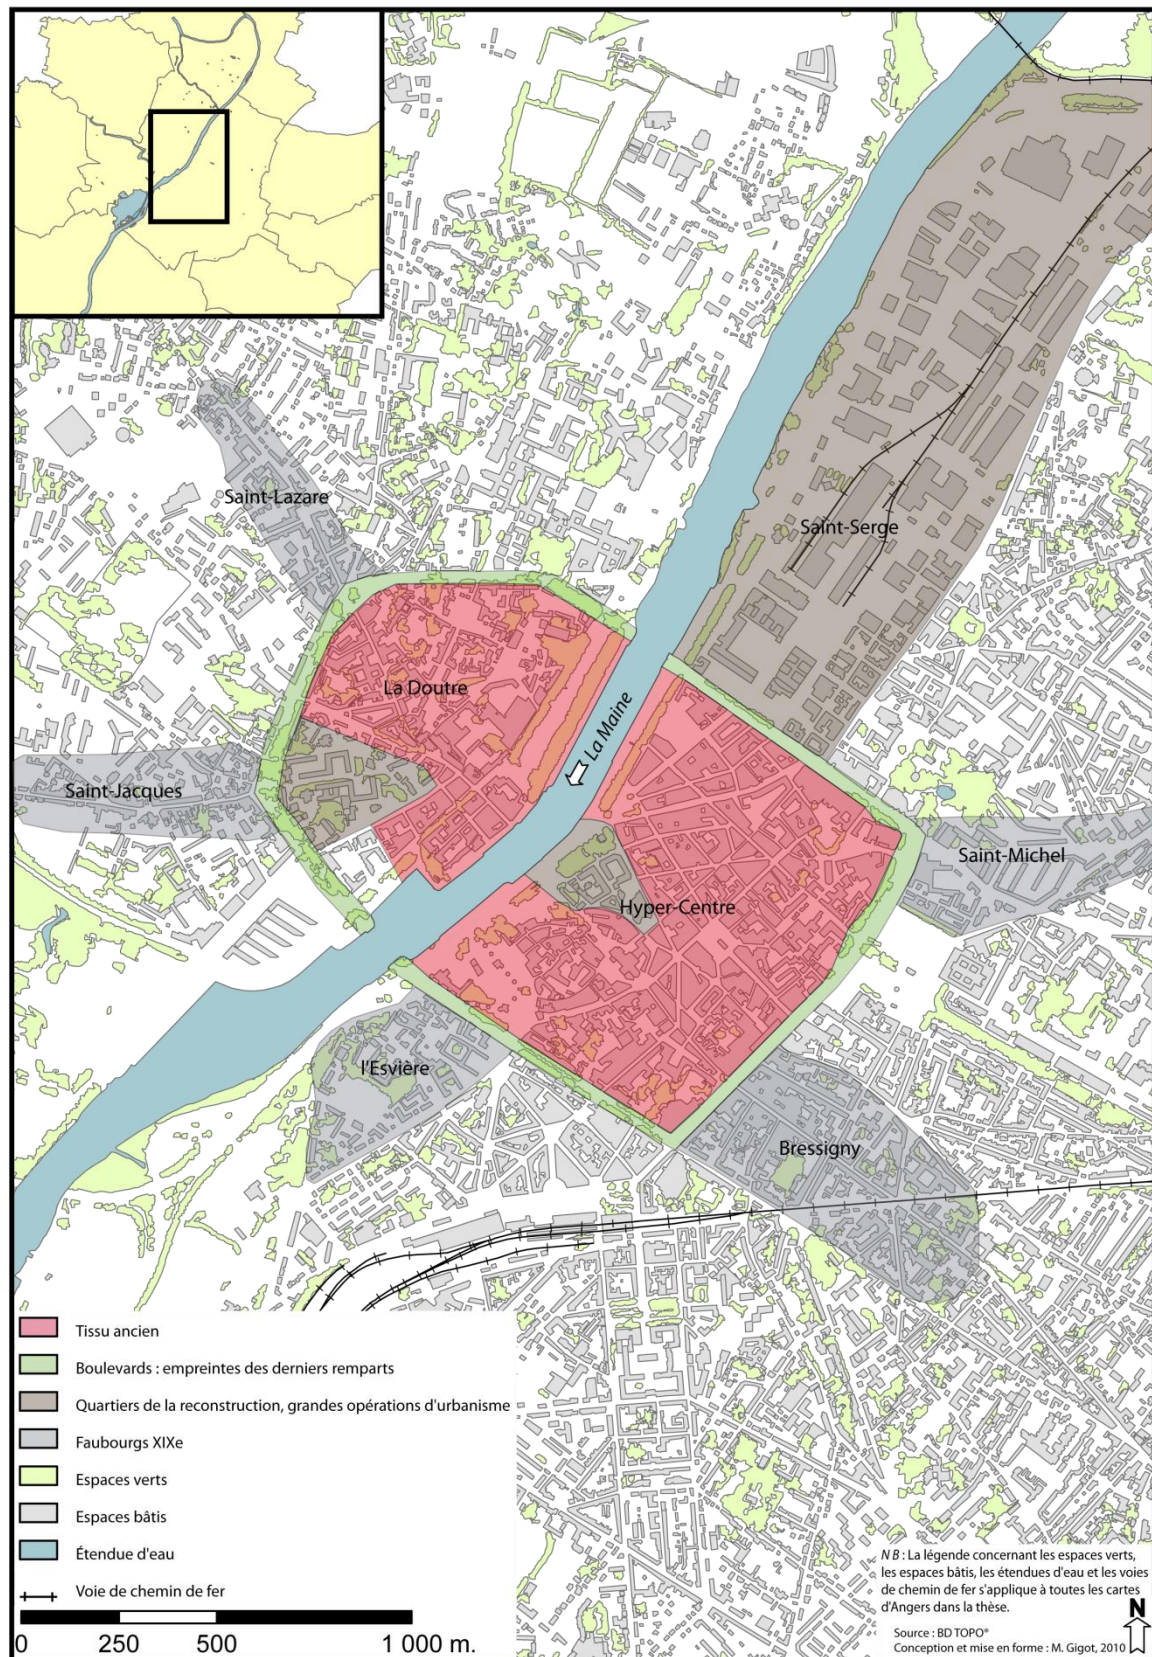 Saint-Lazare
Saint-Serge
La Doutre
La Maine
Saint-Jacques
Saint-Michel
Hyper-Centre
l'Esvière
Bressigny
Tissu ancien
Boulevards : empreintes des derniers remparts
Quartiers de la reconstruction, grandes opérations d'urbanisme
Faubourgs XIXe
Espaces verts
Espaces bâtis
Étendue d'eau
Voie de chemin de fer
0 250 500 1 000 m.
N B : La légende concernant les espaces verts,
les espaces bâtis, les étendues d'eau et les voies
de chemin de fer s'applique à toutes les cartes
d'Angers dans la thèse.
N
Source : BD TOPO®
Conception et mise en forme : M. Gigot, 2010